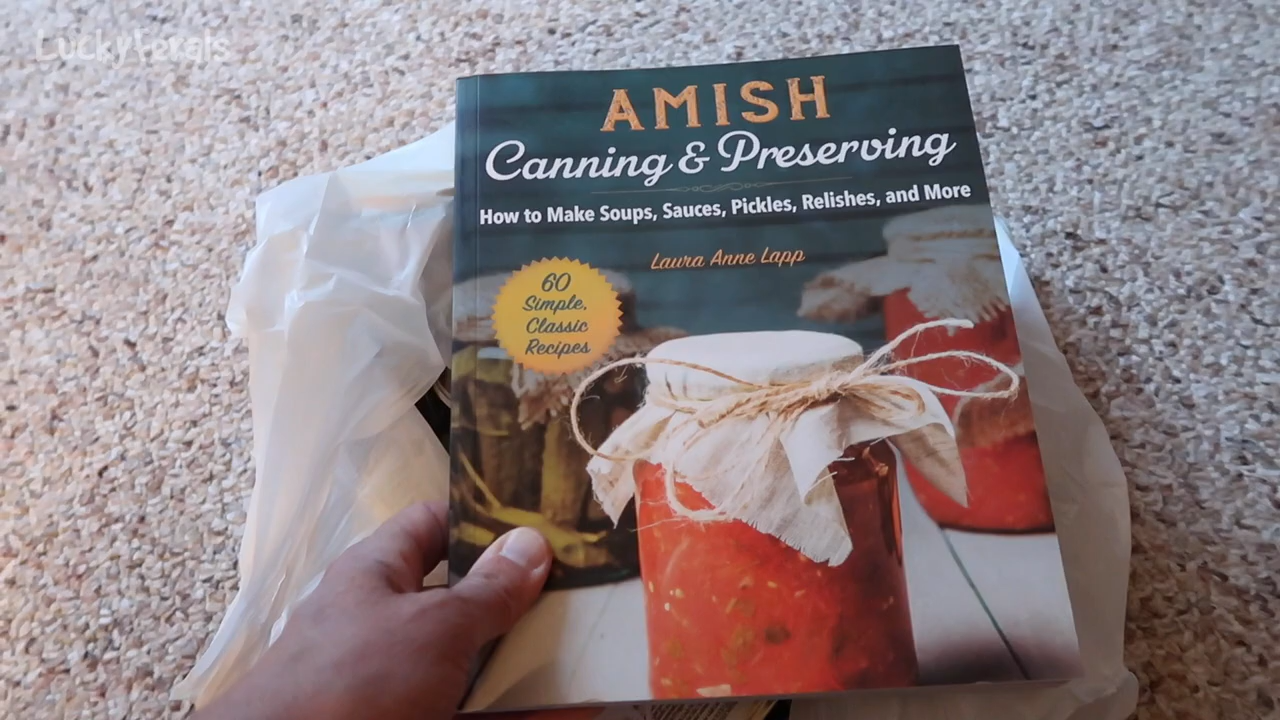 LuckyFerals
AMISH
Canning & Preserving
How to Make Soups, Sauces, Pickles, Relishes, and More
Laura Anne Lapp
60
Simple,
Classic
Recipes